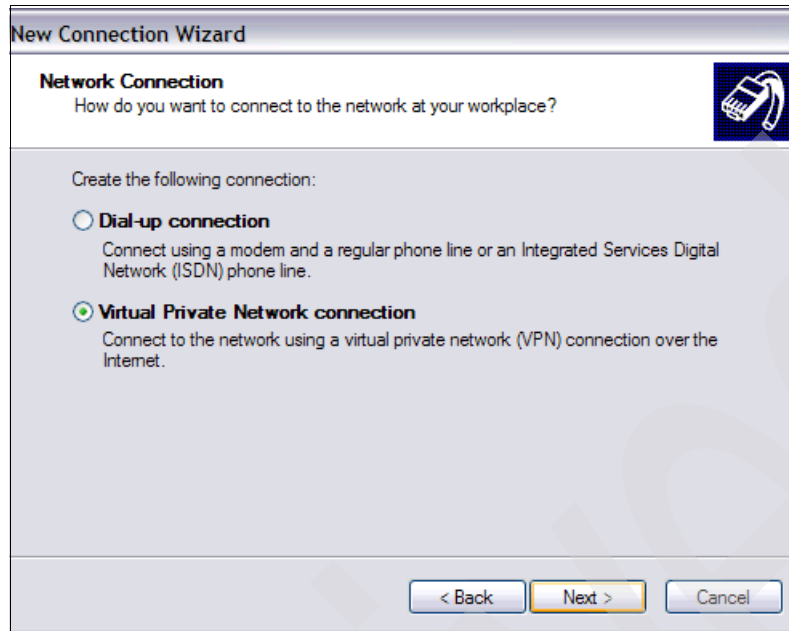 New Connection Wizard
Network Connection
How do you want to connect to the network at your workplace?
Create the following connection:
Dial-up connection
Connect using a modem and a regular phone line or an Integrated Services Digital
Network (ISDN) phone line.
Virtual Private Network connection
Connect to the network using a virtual private network (VPN) connection over the
Internet.
< Back
Next >
Cancel